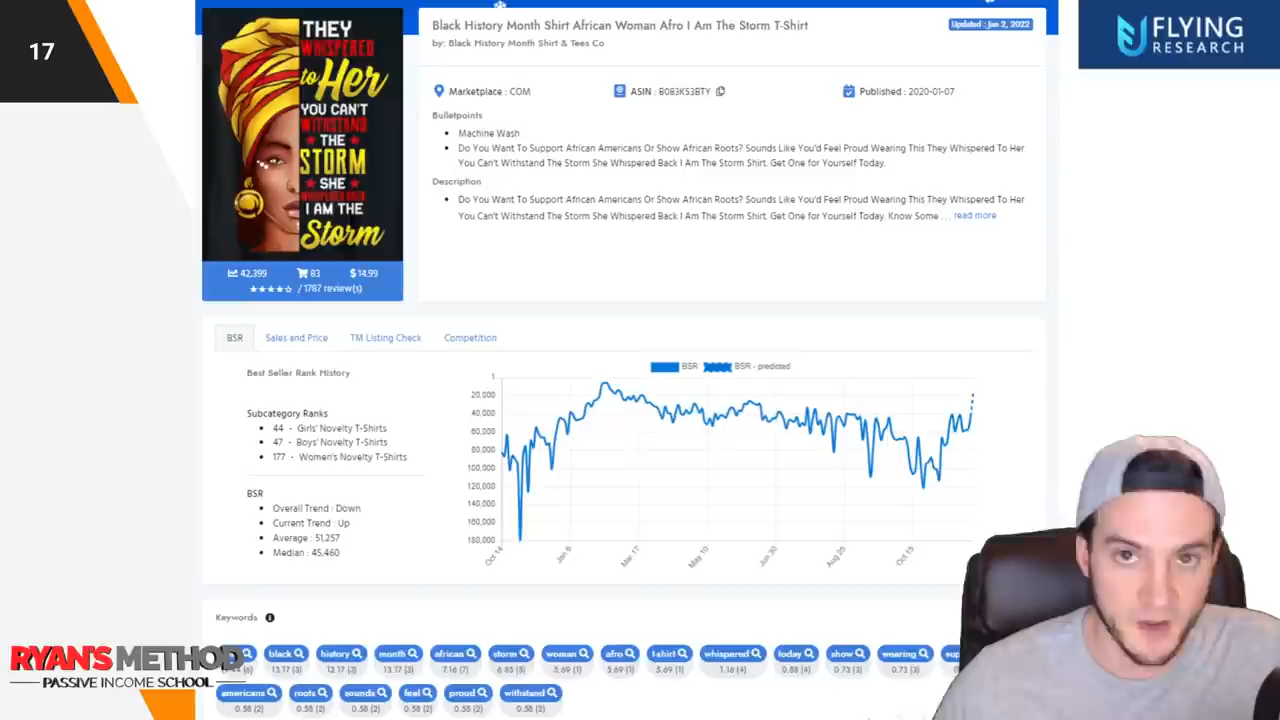 17
THEY
WHISPERED
to Her
YOU CAN'T
WITHSTAND
THE
STORM
SHE
WHISPERED BACK
I AM THE
Storm
42,399 83 $14.99
/ 1787 review(s)
Black History Month Shirt African Woman Afro I Am The Storm T-Shirt
Updated : Jan 2, 2022
by: Black History Month Shirt & Tees Co
Marketplace : COM ASIN : B083KS3BTY Published : 2020-01-07
Bulletpoints
Machine Wash
Do You Want To Support African Americans Or Show African Roots? Sounds Like You'd Feel Proud Wearing This They Whispered To Her
You Can't Withstand The Storm She Whispered Back I Am The Storm Shirt. Get One for Yourself Today.
Description
Do You Want To Support African Americans Or Show African Roots? Sounds Like You'd Feel Proud Wearing This They Whispered To Her
You Can't Withstand The Storm She Whispered Back I Am The Storm Shirt. Get One for Yourself Today. Know Some ... read more
FLYING
RESEARCH
BSR Sales and Price TM Listing Check Competition
Best Seller Rank History
Subcategory Ranks
44 - Girls' Novelty T-Shirts
47 - Boys' Novelty T-Shirts
177 - Women's Novelty T-Shirts
BSR
Overall Trend : Down
Current Trend : Up
Average : 51,257
Median : 45,460
BSR BSR - predicted
1
20,000
40,000
60,000
80,000
100,000
120,000
140,000
160,000
180,000
Oct 14 Jan 6 Mar 17 May 10 Jun 30 Aug 25 Oct 15
Keywords
black history month african storm woman afro t-shirt whispered today show wearing
13.17 (3) 13.17 (3) 13.17 (3) 7.16 (7) 6.85 (5) 5.69 (1) 5.69 (1) 5.69 (1) 1.16 (4) 0.88 (4) 0.73 (3) 0.73 (3)
americans roots sounds feel proud withstand
0.58 (2) 0.58 (2) 0.58 (2) 0.58 (2) 0.58 (2) 0.58 (2)
RYAN'S METHOD
PASSIVE INCOME SCHOOL